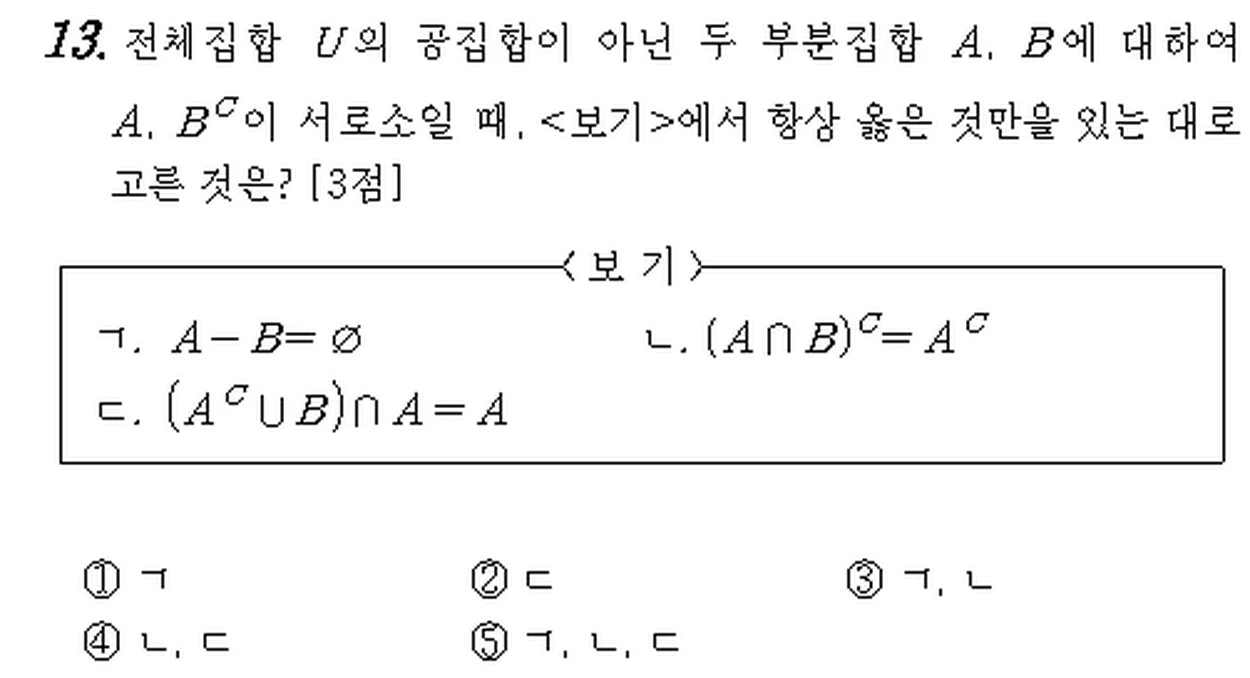 13. 전체집합 U의 공집합이 아닌 두 부분집합 A, B에 대하여
A, B^C이 서로소일 때, <보기>에서 항상 옳은 것만을 있는 대로
고른 것은? [3점]
<보 기>
ㄱ. A-B=∅ ㄴ. (A∩B)^C=A^C
ㄷ. (A^C∪B)∩A=A
① ㄱ ② ㄷ ③ ㄱ, ㄴ
④ ㄴ, ㄷ ⑤ ㄱ, ㄴ, ㄷ